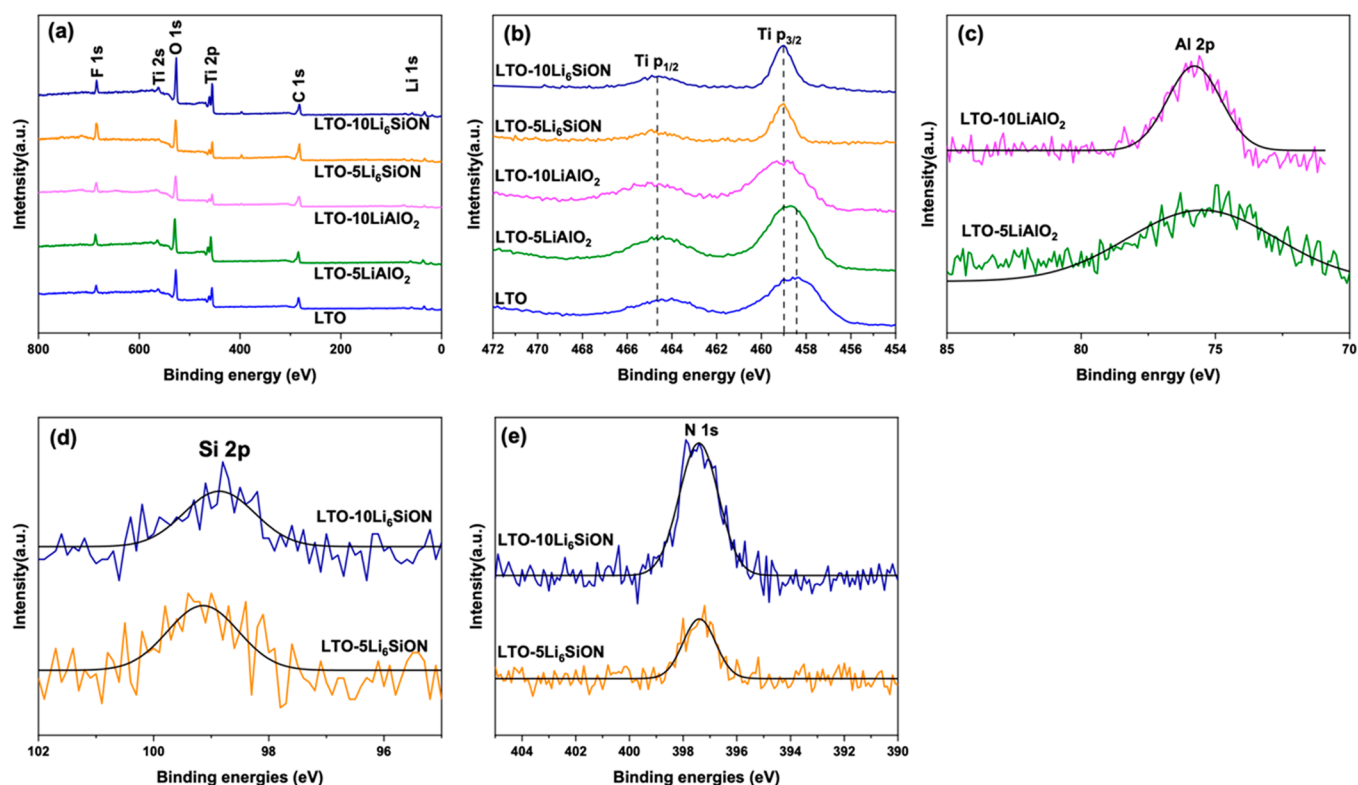 (a)
F 1s
Ti 2s
O 1s
Ti 2p
C 1s
Li 1s
LTO-10Li₆SiON
LTO-5Li₆SiON
LTO-10LiAlO₂
LTO-5LiAlO₂
LTO
Intetnsity(a.u.)
800 600 400 200 0
Binding energy (eV)
(b)
Ti p₁/₂
Ti p₃/₂
LTO-10Li₆SiON
LTO-5Li₆SiON
LTO-10LiAlO₂
LTO-5LiAlO₂
LTO
Intetnsity(a.u.)
472 470 468 466 464 462 460 458 456 454
Binding energy (eV)
(c)
Al 2p
LTO-10LiAlO₂
LTO-5LiAlO₂
Intetnsity(a.u.)
85 80 75 70
Binding enrgy (eV)
(d)
Si 2p
LTO-10Li₆SiON
LTO-5Li₆SiON
Intensity(a.u.)
102 100 98 96
Binding energies (eV)
(e)
N 1s
LTO-10Li₆SiON
LTO-5Li₆SiON
Intensity(a.u.)
404 402 400 398 396 394 392 390
Binding energies (eV)